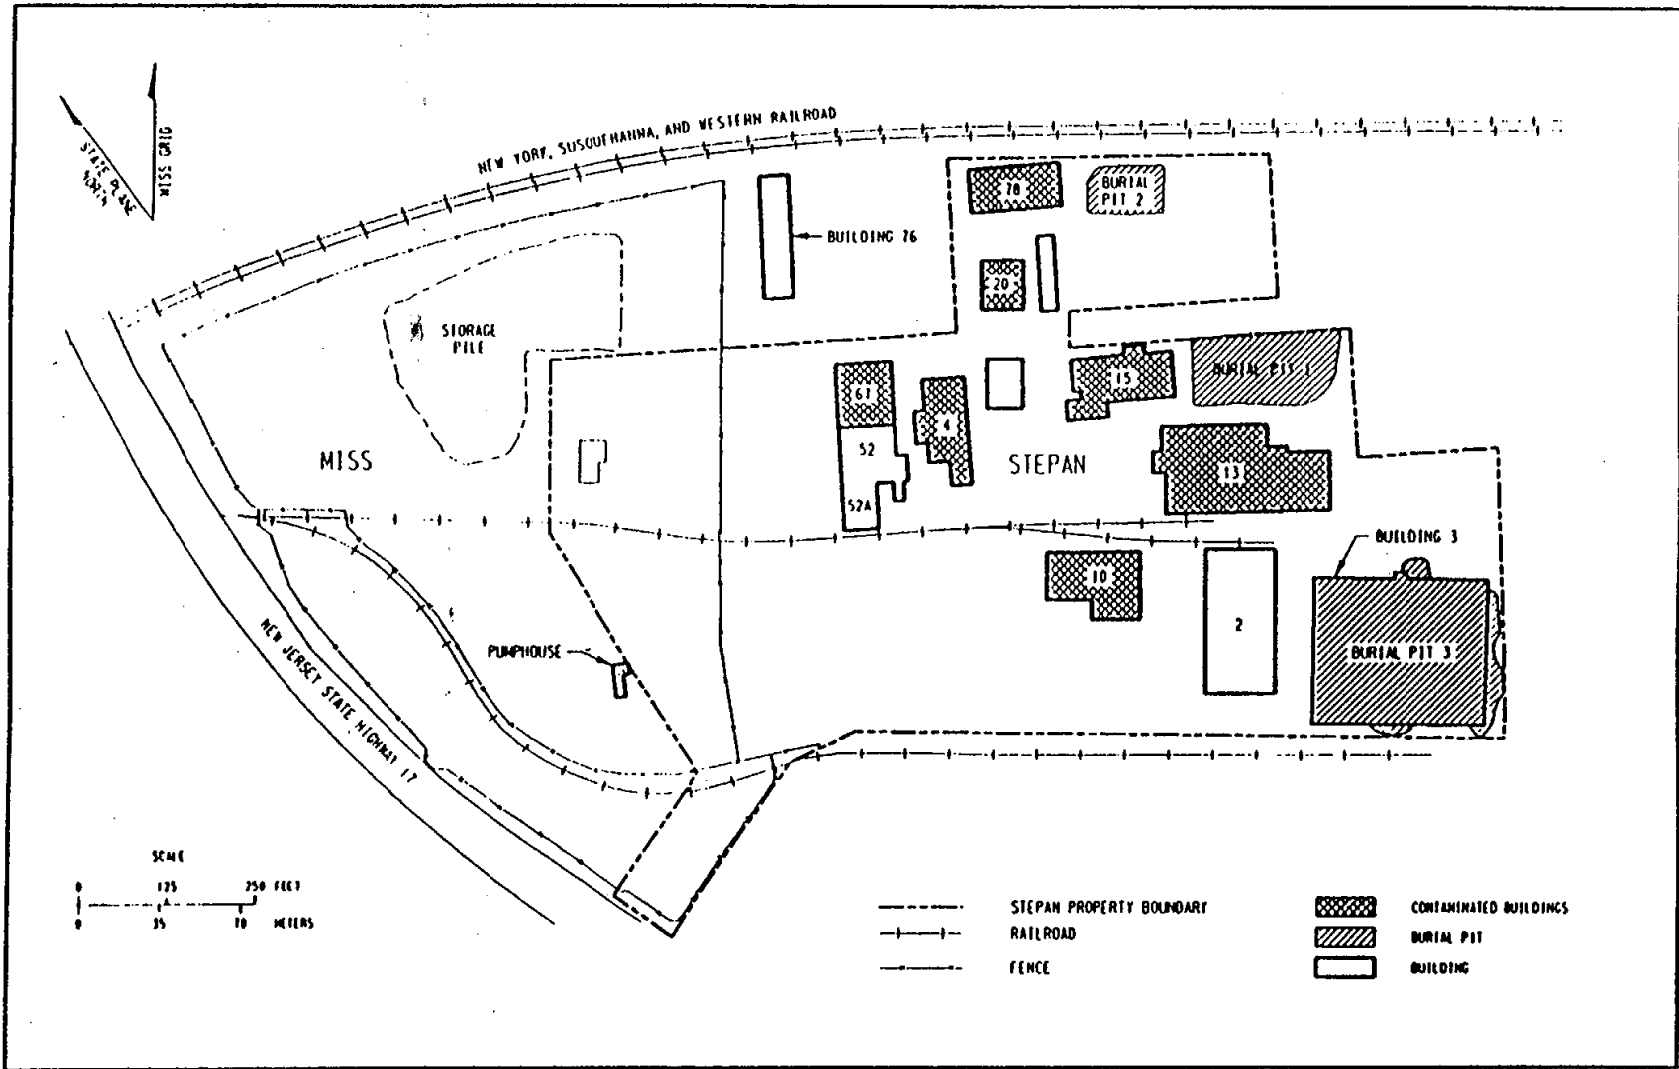 NEW YORK, SUSQUEHANNA, AND WESTERN RAILROAD
STATE PLANE
NORTH
MISS GRID
78
BURIAL
PIT 2
BUILDING 76
20
STORAGE
PILE
67
4
15
BURIAL PIT 1
52
MISS
STEPAN
13
52A
BUILDING 3
10
2
BURIAL PIT 3
PUMPHOUSE
NEW JERSEY STATE HIGHWAY 17
SCALE
0 125 250 FEET
0 35 70 METERS
STEPAN PROPERTY BOUNDARY
RAILROAD
FENCE
CONTAMINATED BUILDINGS
BURIAL PIT
BUILDING